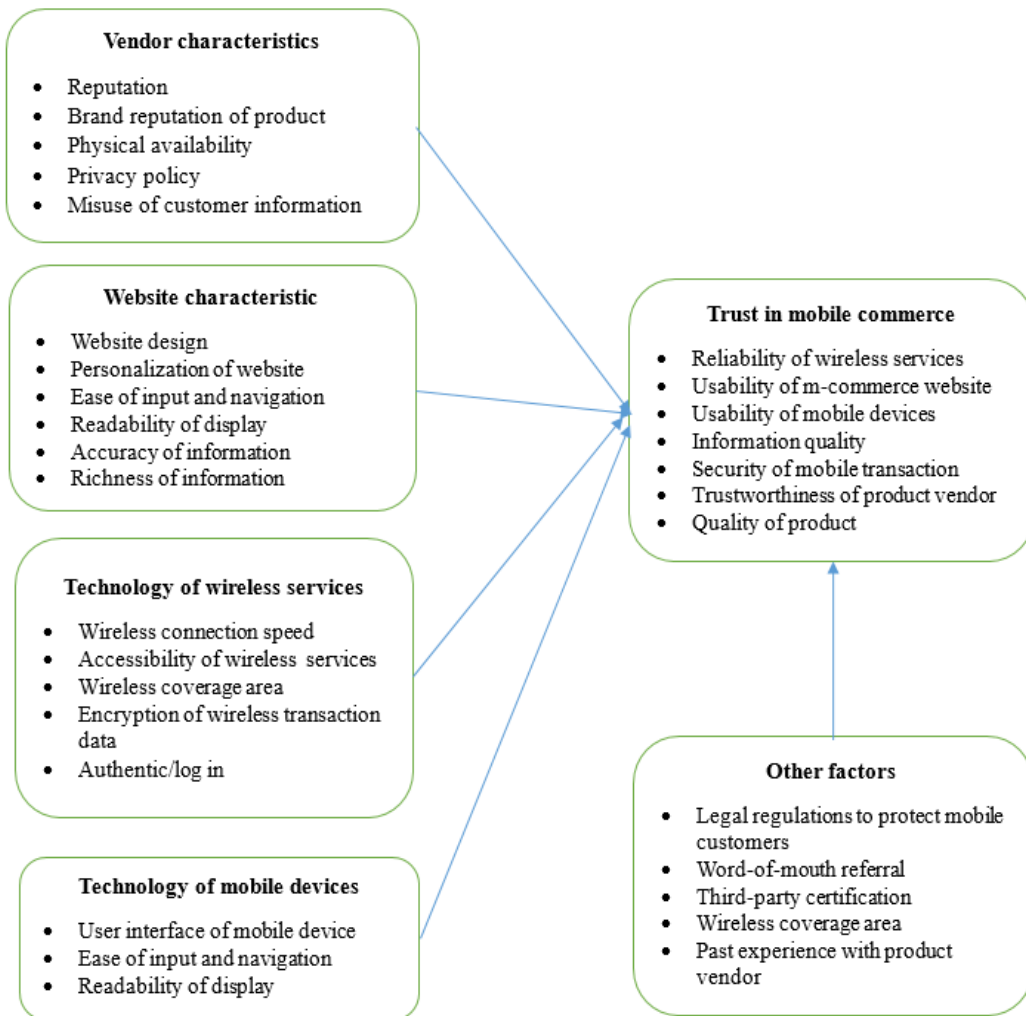 Vendor characteristics
• Reputation
• Brand reputation of product
• Physical availability
• Privacy policy
• Misuse of customer information
Website characteristic
• Website design
• Personalization of website
• Ease of input and navigation
• Readability of display
• Accuracy of information
• Richness of information
Technology of wireless services
• Wireless connection speed
• Accessibility of wireless services
• Wireless coverage area
• Encryption of wireless transaction
data
• Authentic/log in
Technology of mobile devices
• User interface of mobile device
• Ease of input and navigation
• Readability of display
Trust in mobile commerce
• Reliability of wireless services
• Usability of m-commerce website
• Usability of mobile devices
• Information quality
• Security of mobile transaction
• Trustworthiness of product vendor
• Quality of product
Other factors
• Legal regulations to protect mobile
customers
• Word-of-mouth referral
• Third-party certification
• Wireless coverage area
• Past experience with product
vendor